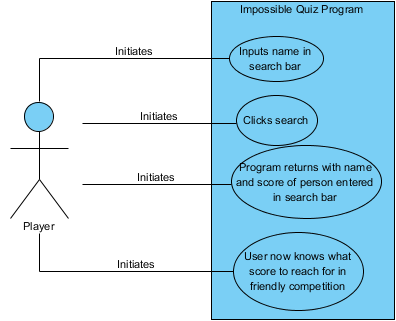 Impossible Quiz Program
Initiates
Inputs name in
search bar
Initiates
Clicks search
Initiates
Program returns with name
and score of person entered
in search bar
Player
Initiates
User now knows what
score to reach for in
friendly competition